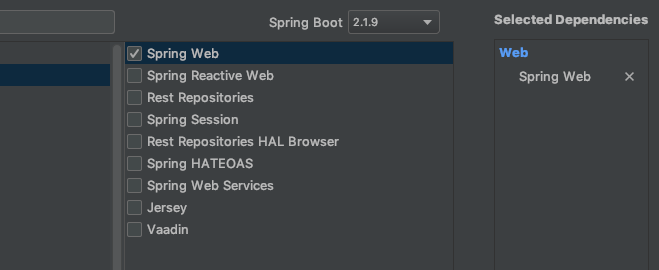 Spring Boot 2.1.9
Selected Dependencies
Spring Web
Spring Reactive Web
Rest Repositories
Spring Session
Rest Repositories HAL Browser
Spring HATEOAS
Spring Web Services
Jersey
Vaadin
Web
Spring Web